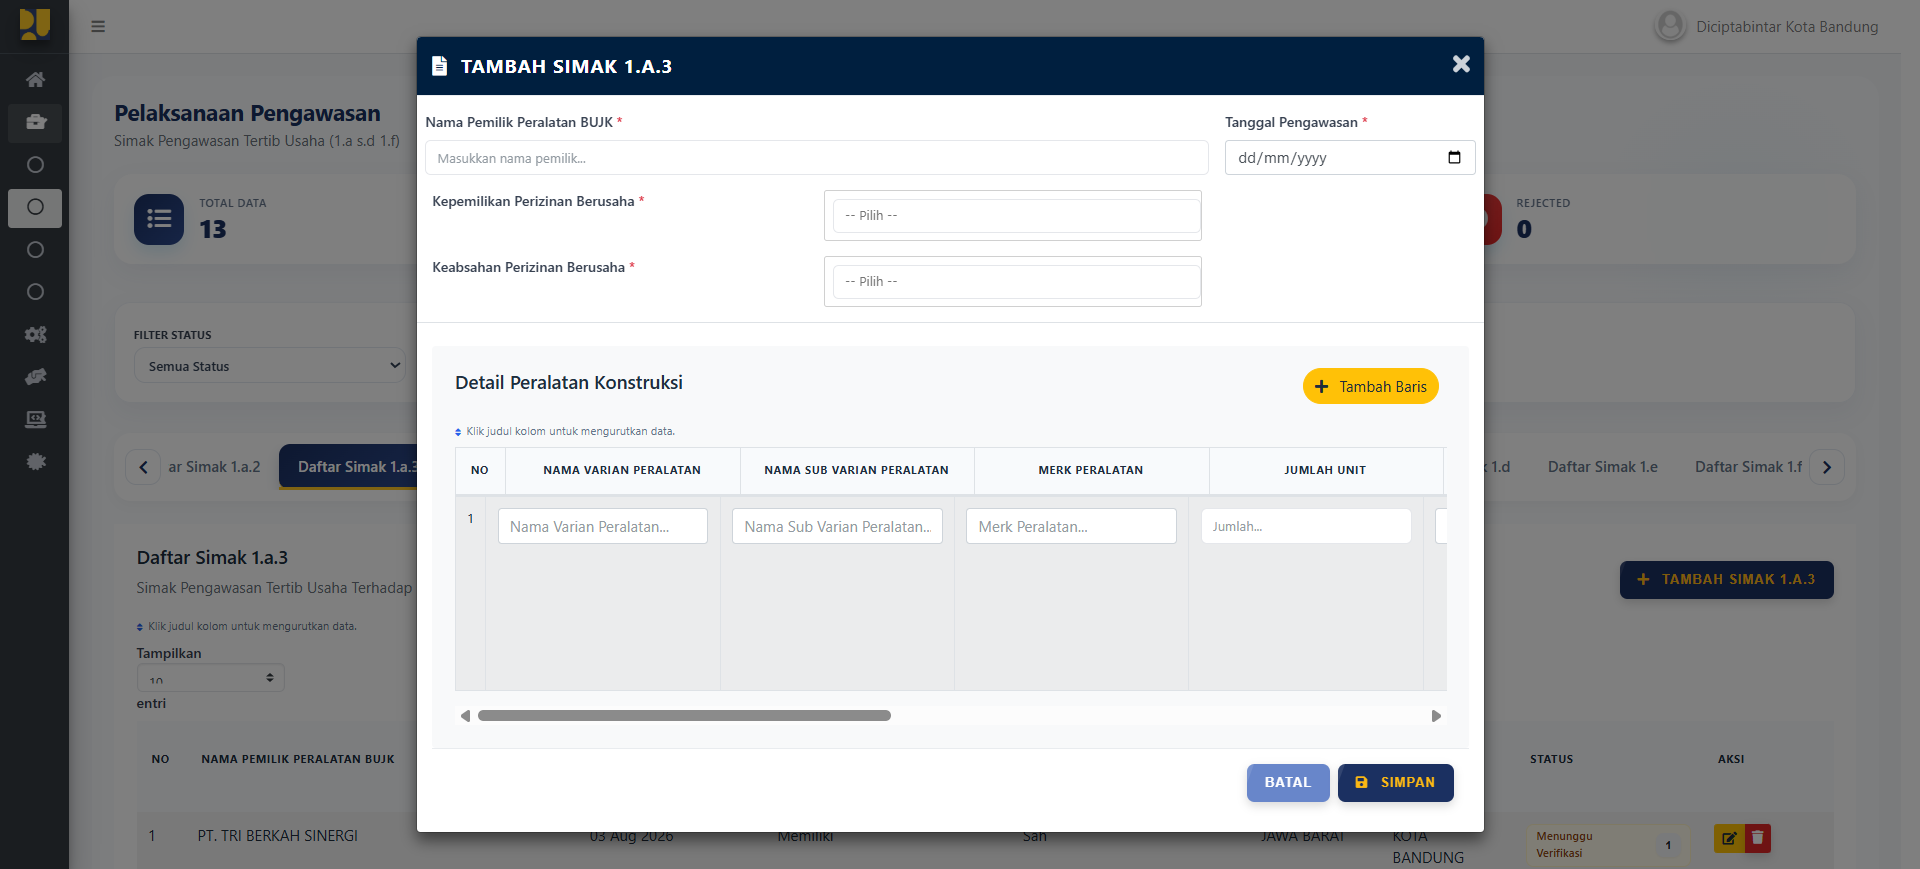 Diciptabintar Kota Bandung
TAMBAH SIMAK 1.A.3
Pelaksanaan Pengawasan
Simak Pengawasan Tertib Usaha (1.a s.d 1.f)
Nama Pemilik Peralatan BUJK *
Tanggal Pengawasan *
Masukkan nama pemilik...
dd/mm/yyyy
Kepemilikan Perizinan Berusaha *
-- Pilih --
Keabsahan Perizinan Berusaha *
-- Pilih --
TOTAL DATA
13
REJECTED
0
FILTER STATUS
Semua Status
Detail Peralatan Konstruksi
Tambah Baris
Klik judul kolom untuk mengurutkan data.
NO NAMA VARIAN PERALATAN NAMA SUB VARIAN PERALATAN MERK PERALATAN JUMLAH UNIT
1 Nama Varian Peralatan... Nama Sub Varian Peralatan... Merk Peralatan... Jumlah...
ar Simak 1.a.2 Daftar Simak 1.a.3 1.d Daftar Simak 1.e Daftar Simak 1.f
Daftar Simak 1.a.3
Simak Pengawasan Tertib Usaha Terhadap
TAMBAH SIMAK 1.A.3
Klik judul kolom untuk mengurutkan data.
Tampilkan
10
entri
BATAL
SIMPAN
NO NAMA PEMILIK PERALATAN BUJK STATUS AKSI
1 PT. TRI BERKAH SINERGI 03 Aug 2026 Memiliki Sah JAWA BARAT KOTA
BANDUNG
Menunggu
Verifikasi
1